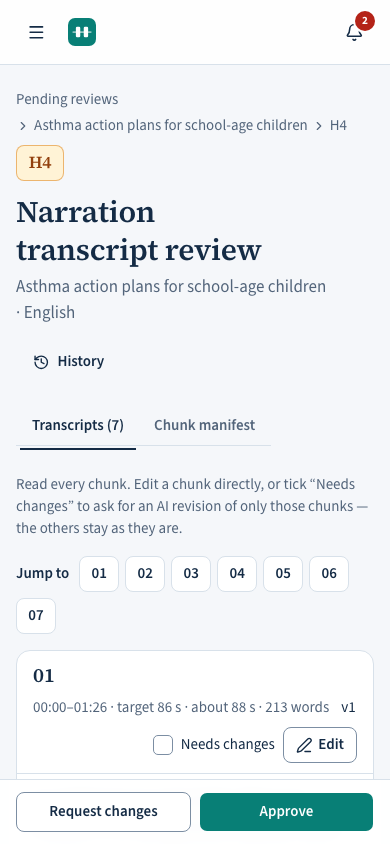 2
Pending reviews
Asthma action plans for school-age children
H4
H4
Narration
transcript review
Asthma action plans for school-age children
· English
History
Transcripts (7)
Chunk manifest
Read every chunk. Edit a chunk directly, or tick “Needs
changes” to ask for an AI revision of only those chunks —
the others stay as they are.
Jump to 01 02 03 04 05 06
07
01
00:00–01:26 · target 86 s · about 88 s · 213 words v1
Needs changes Edit
Request changes Approve